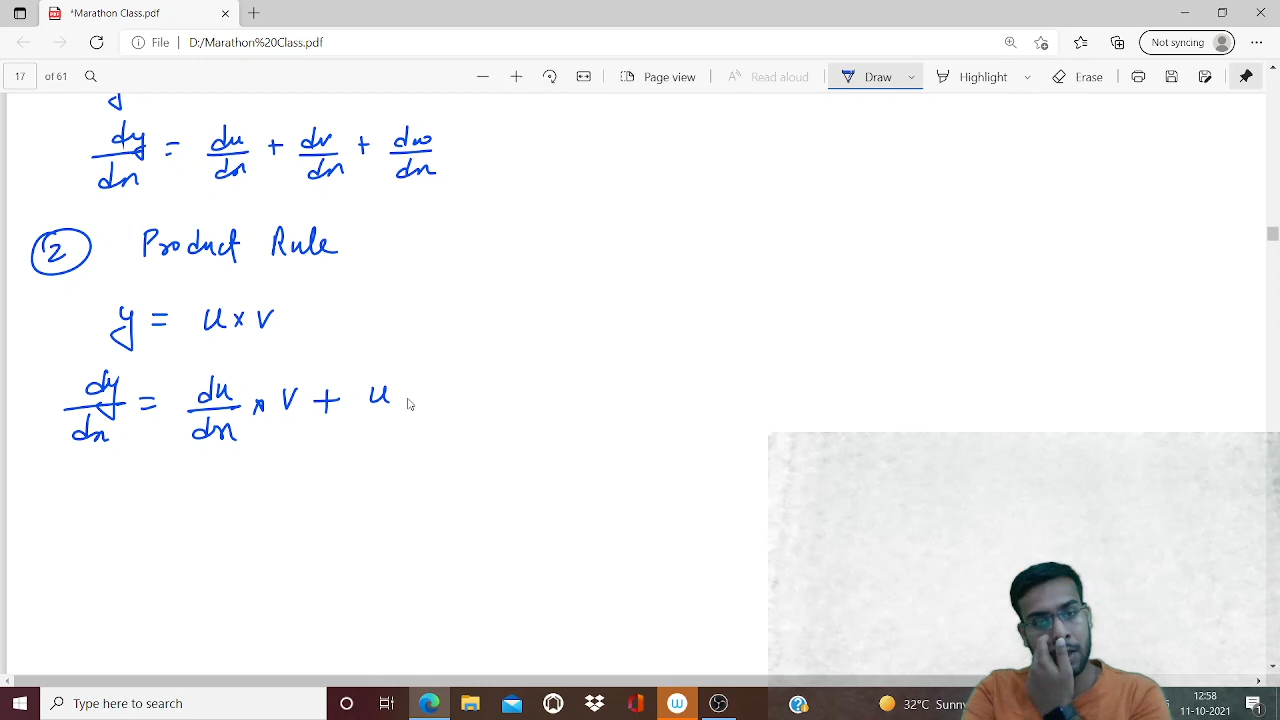 *Marathon Class.pdf
File D:/Marathon%20Class.pdf Not syncing
17 of 61 Page view Read aloud Draw Highlight Erase
dy/dx = du/dx + dv/dx + dw/dx
2 Product Rule
y = u × v
dy/dx = du/dx × v + u
Type here to search 32°C Sunny 12:58
11-10-2021 1